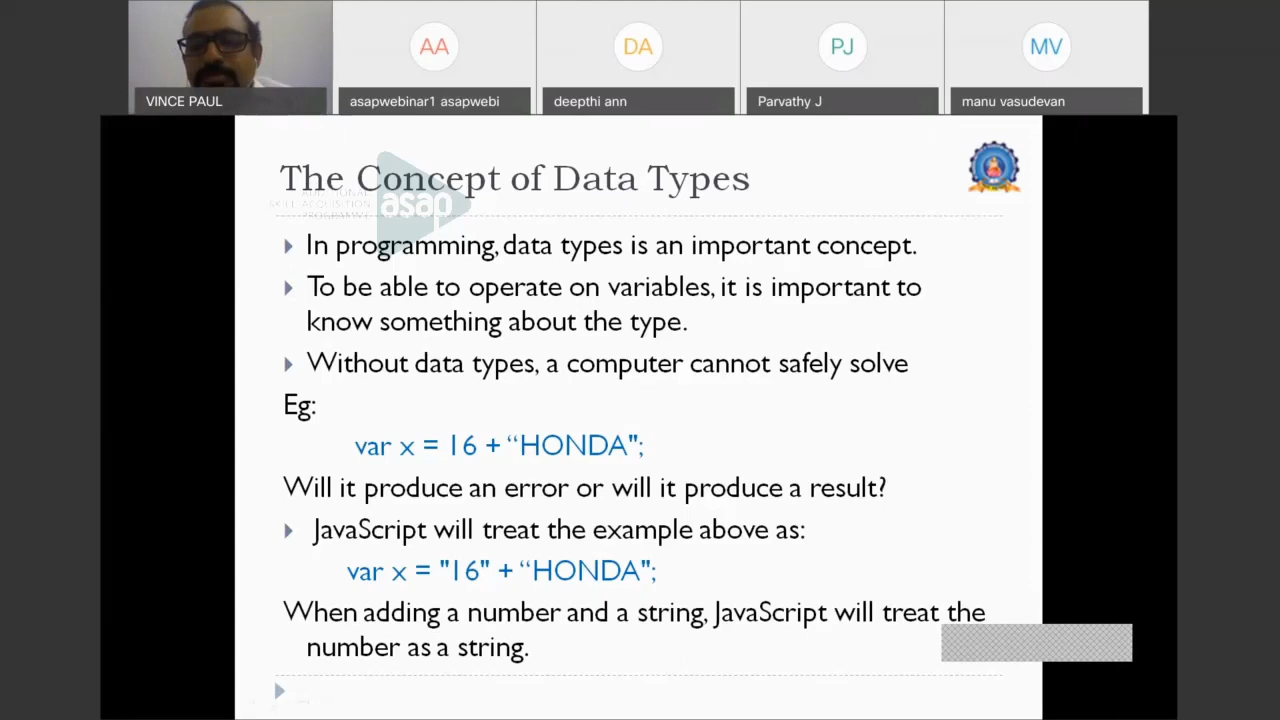 AA
DA
PJ
MV
VINCE PAUL
asapwebinar1 asapwebi
deepthi ann
Parvathy J
manu vasudevan
The Concept of Data Types
SKILL ACQUISITION
PROGRAMME
asap
In programming, data types is an important concept.
To be able to operate on variables, it is important to
know something about the type.
Without data types, a computer cannot safely solve
Eg:
var x = 16 + “HONDA";
Will it produce an error or will it produce a result?
JavaScript will treat the example above as:
var x = "16" + “HONDA";
When adding a number and a string, JavaScript will treat the
number as a string.